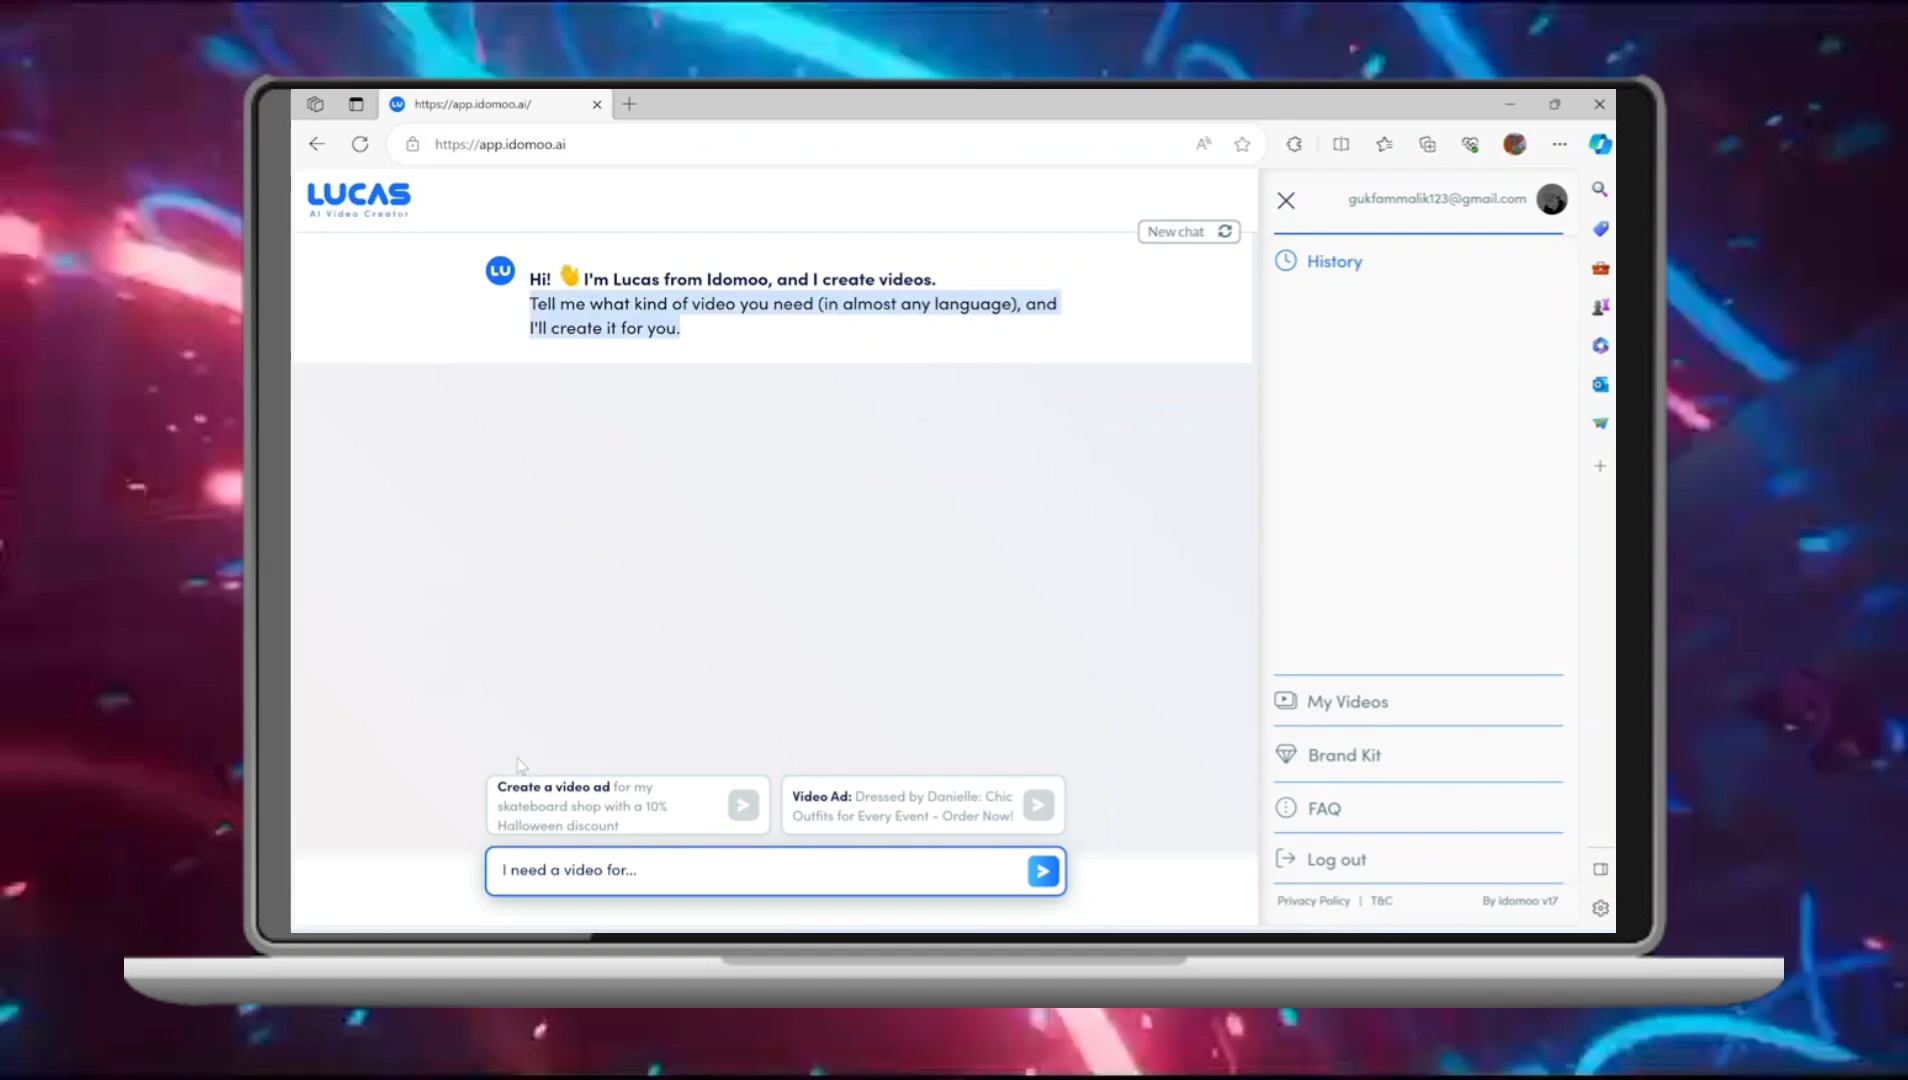 https://app.idomoo.ai/
https://app.idomoo.ai
LUCAS
AI Video Creator
gukfammalik123@gmail.com
New chat
LU
Hi! 👋 I'm Lucas from Idomoo, and I create videos.
Tell me what kind of video you need (in almost any language), and
I'll create it for you.
History
My Videos
Brand Kit
FAQ
Log out
Privacy Policy | T&C
By idomoo v17
Create a video ad for my
skateboard shop with a 10%
Halloween discount
Video Ad: Dressed by Danielle: Chic
Outfits for Every Event - Order Now!
I need a video for...